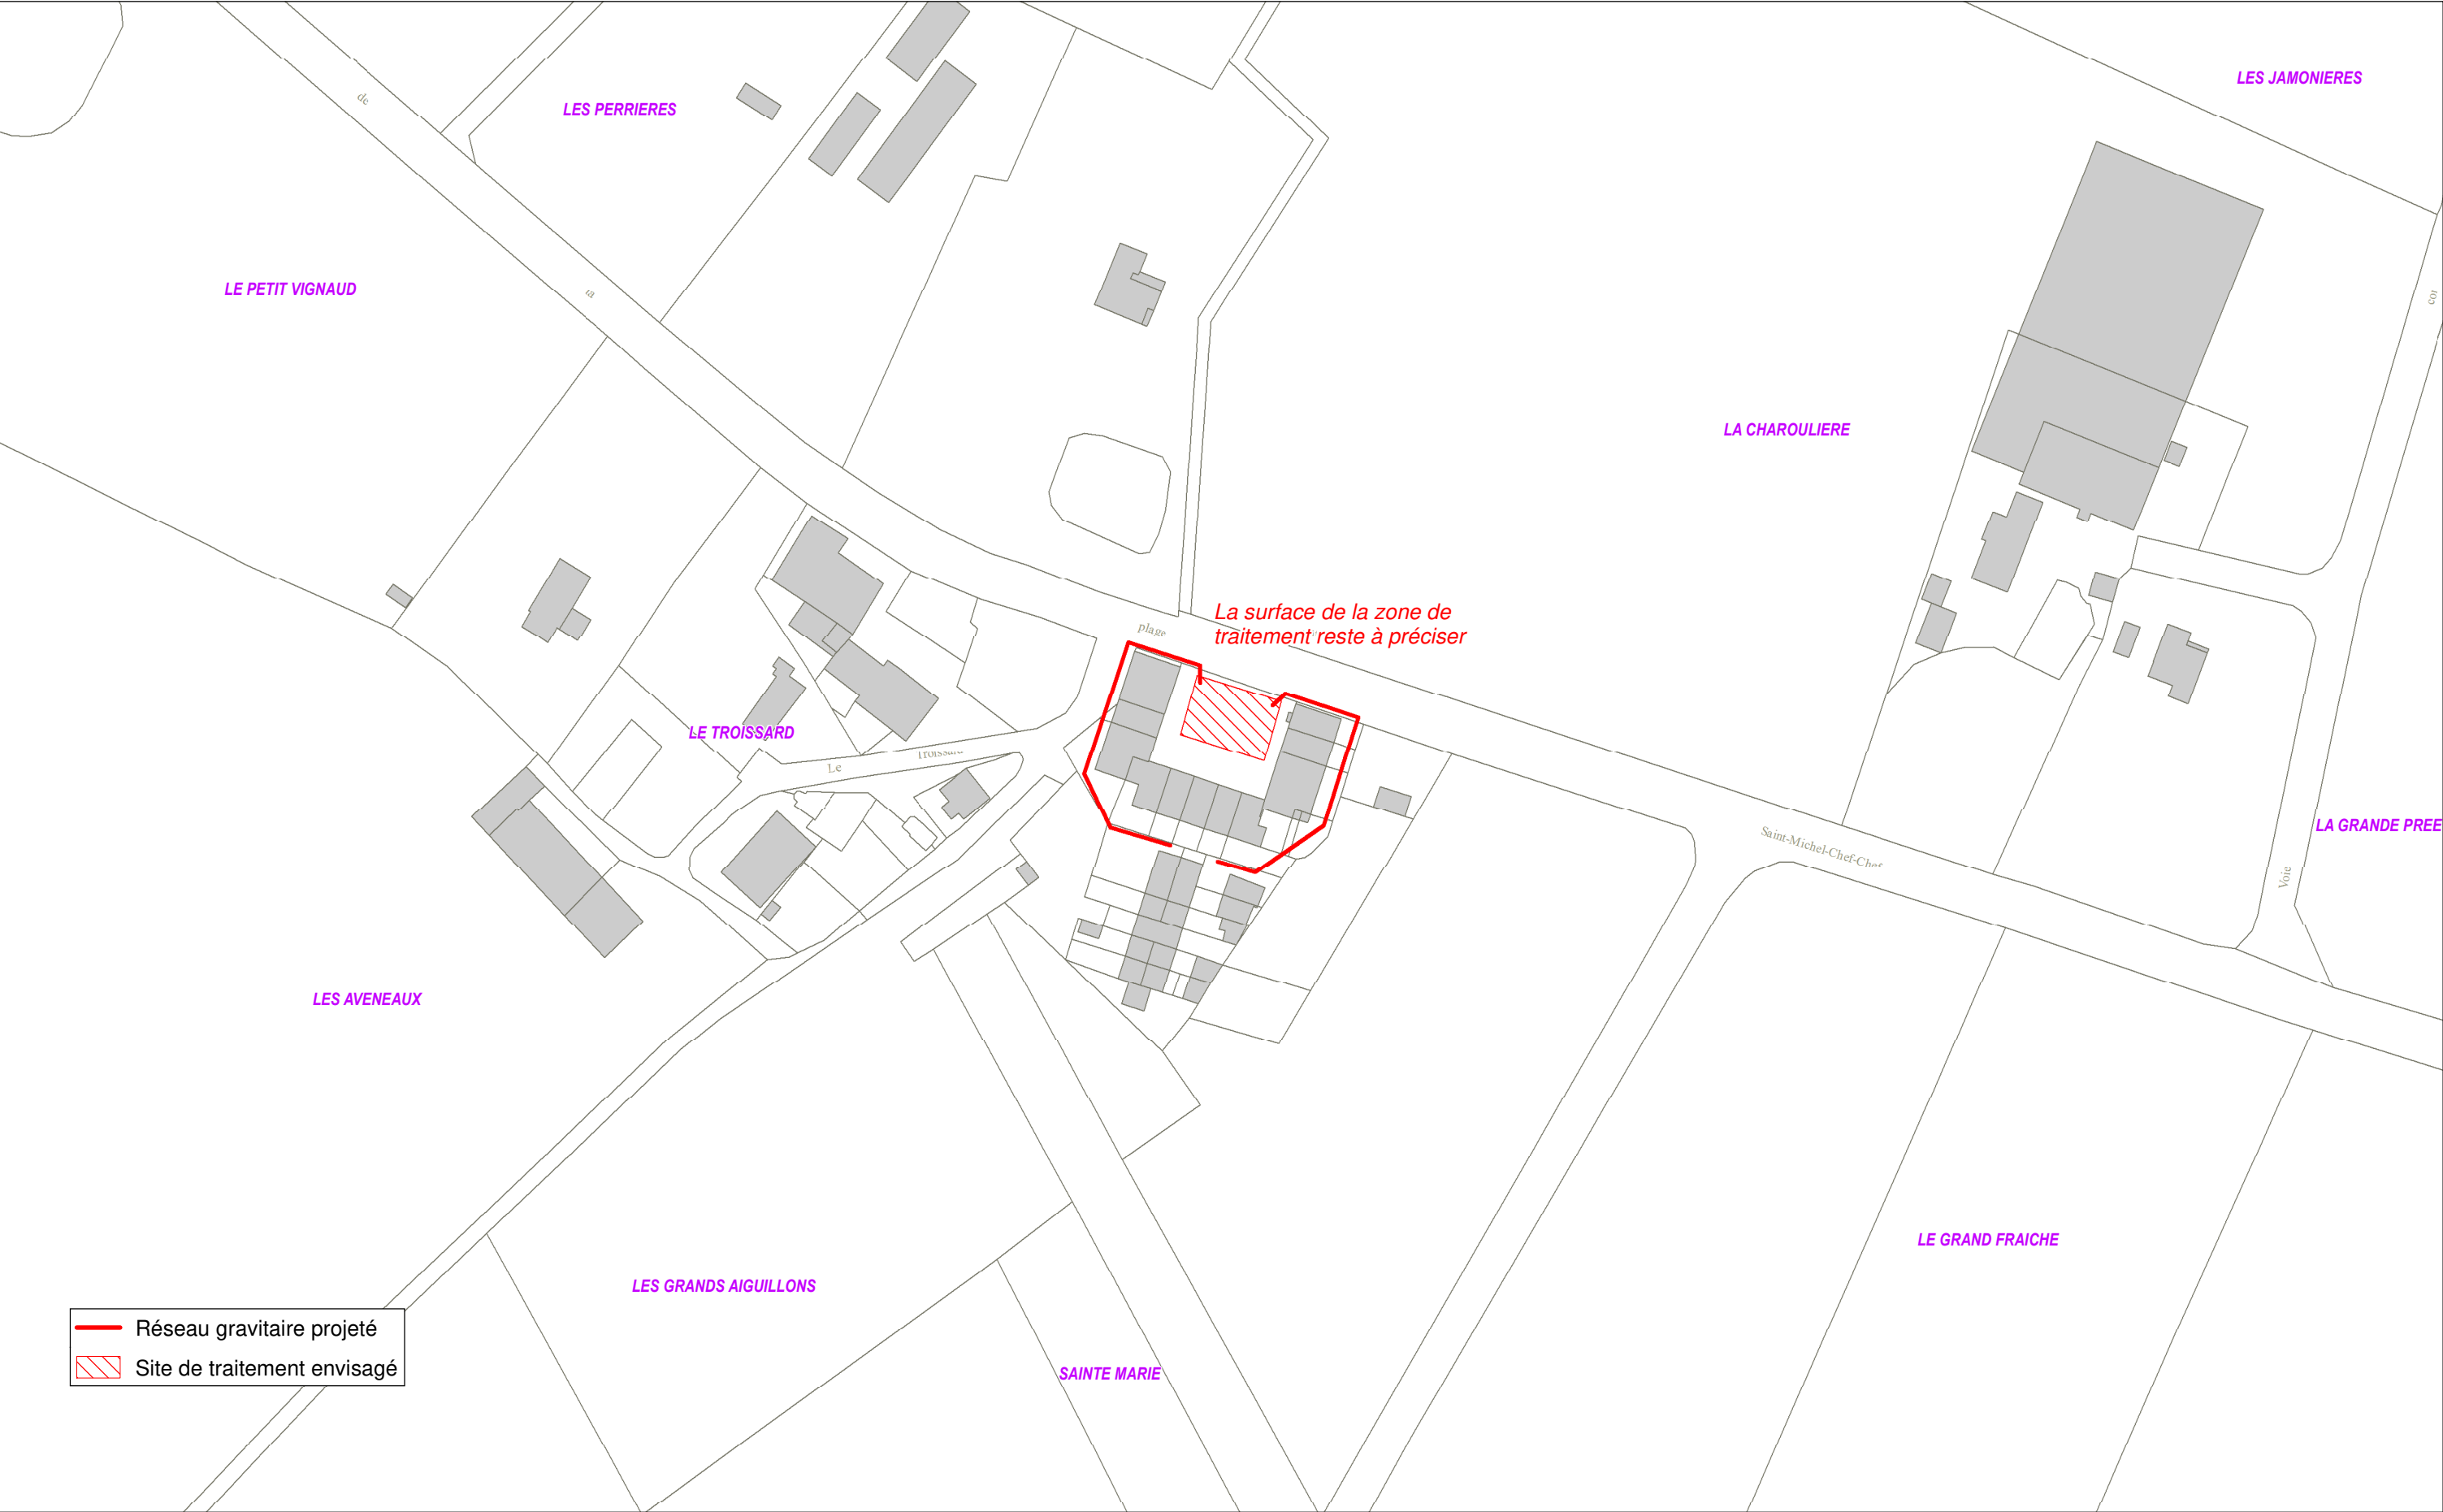 LES JAMONIERES
de
LES PERRIERES
LE PETIT VIGNAUD
LA CHAROULIERE
La surface de la zone de
traitement reste à préciser
plage
LE TROISSARD
Le Troissard
Saint-Michel-Chef-Chef
LA GRANDE PREE
Voie
LES AVENEAUX
LE GRAND FRAICHE
LES GRANDS AIGUILLONS
Réseau gravitaire projeté
Site de traitement envisagé
SAINTE MARIE